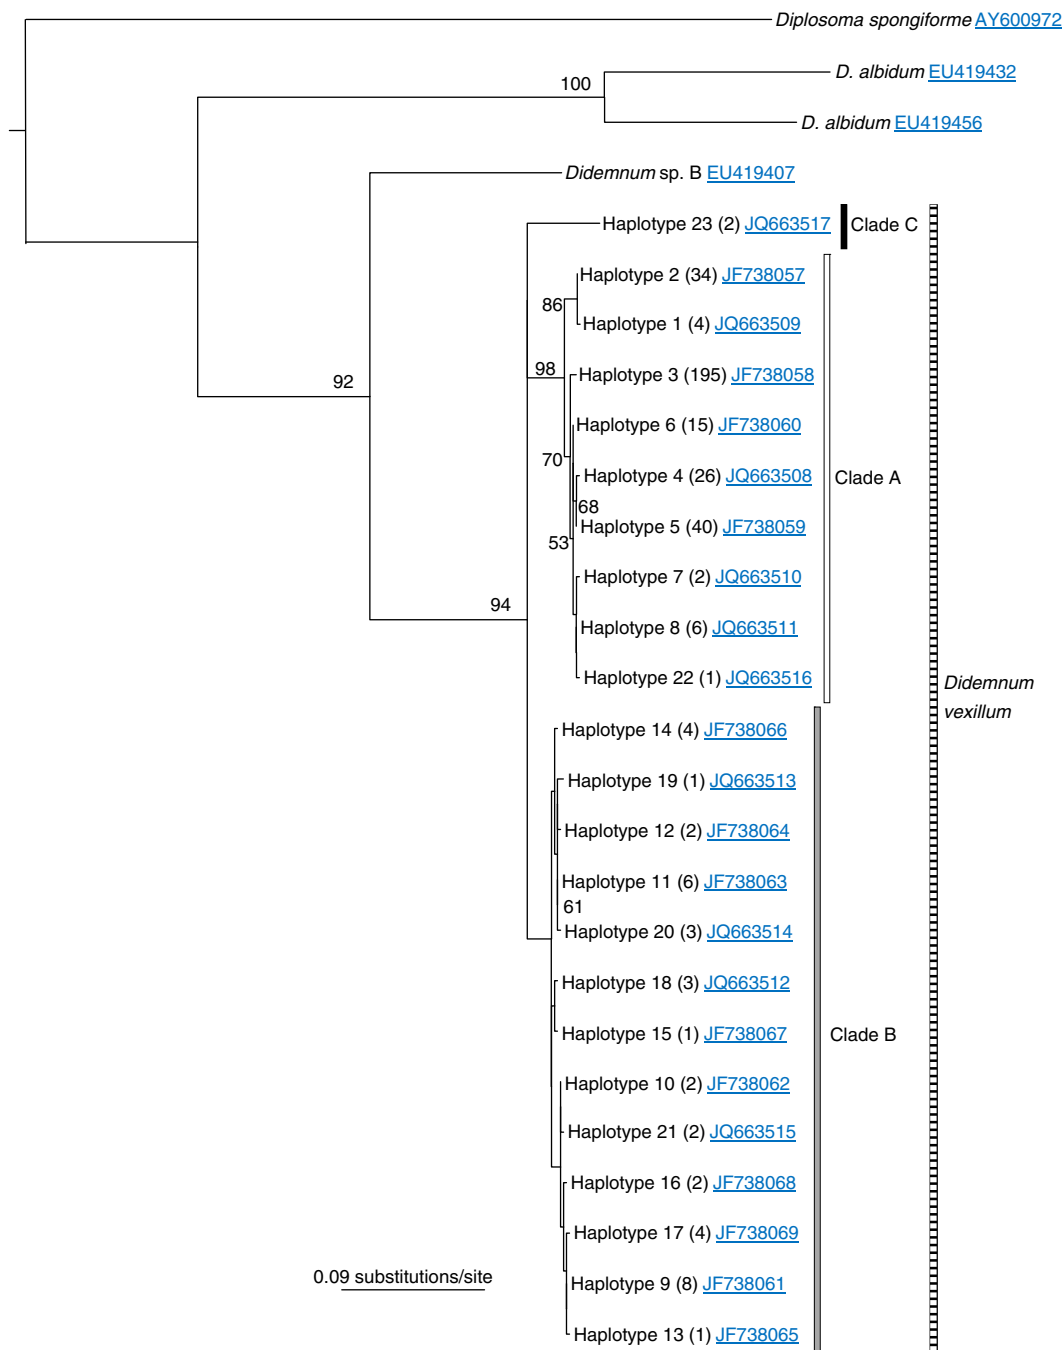 Diplosoma spongiforme AY600972
D. albidum EU419432
100
D. albidum EU419456
Didemnum sp. B EU419407
Haplotype 23 (2) JQ663517
Clade C
Haplotype 2 (34) JF738057
86
Haplotype 1 (4) JQ663509
98
Haplotype 3 (195) JF738058
92
Haplotype 6 (15) JF738060
70
Haplotype 4 (26) JQ663508
Clade A
68
Haplotype 5 (40) JF738059
53
Haplotype 7 (2) JQ663510
94
Haplotype 8 (6) JQ663511
Haplotype 22 (1) JQ663516
Didemnum
vexillum
Haplotype 14 (4) JF738066
Haplotype 19 (1) JQ663513
Haplotype 12 (2) JF738064
Haplotype 11 (6) JF738063
61
Haplotype 20 (3) JQ663514
Haplotype 18 (3) JQ663512
Haplotype 15 (1) JF738067
Clade B
Haplotype 10 (2) JF738062
Haplotype 21 (2) JQ663515
Haplotype 16 (2) JF738068
Haplotype 17 (4) JF738069
0.09 substitutions/site
Haplotype 9 (8) JF738061
Haplotype 13 (1) JF738065